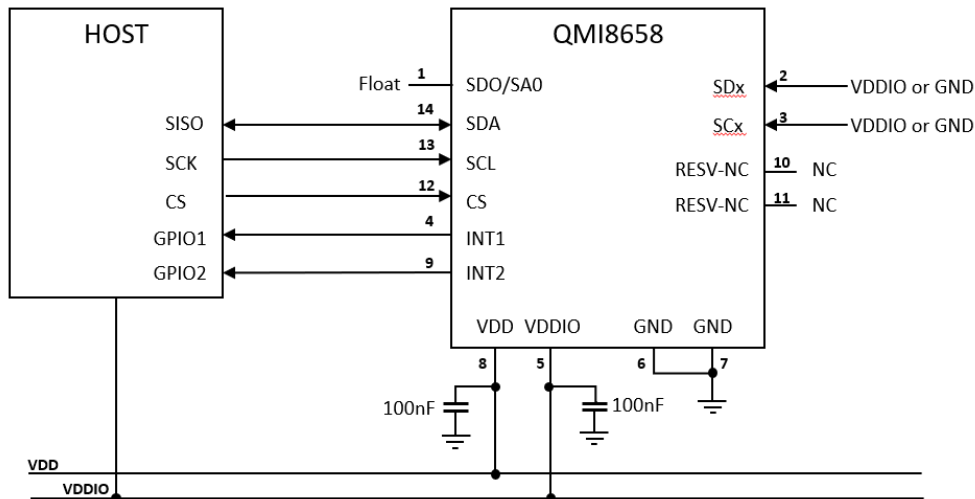 HOST
QMI8658
Float
1
SDO/SA0
SDx
2
VDDIO or GND
SISO
14
SDA
SCx
3
VDDIO or GND
SCK
13
SCL
RESV-NC
10
NC
CS
12
CS
RESV-NC
11
NC
GPIO1
4
INT1
GPIO2
9
INT2
VDD
VDDIO
GND
GND
8
5
6
7
100nF
100nF
VDD
VDDIO